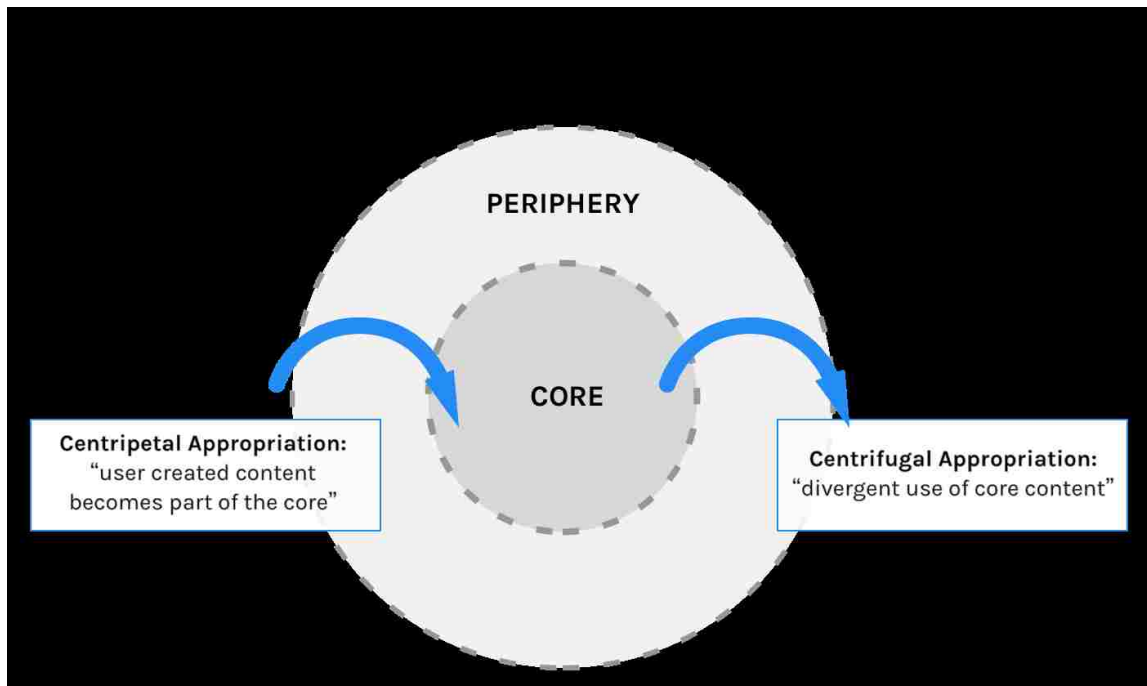 PERIPHERY
CORE
Centripetal Appropriation:
“user created content
becomes part of the core”
Centrifugal Appropriation:
“divergent use of core content”